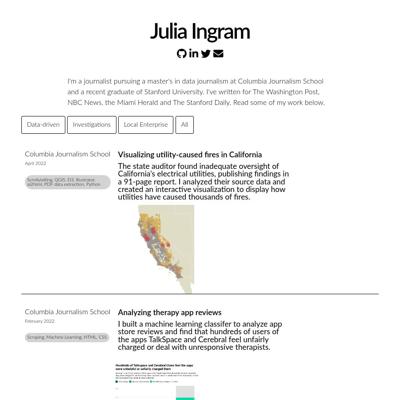 Julia Ingram
I'm a journalist pursuing a master's in data journalism at Columbia Journalism School
and a recent graduate of Stanford University. I've written for The Washington Post,
NBC News, the Miami Herald and The Stanford Daily. Read some of my work below.
Data-driven
Investigations
Local Enterprise
All
Columbia Journalism School
April 2022
Visualizing utility-caused fires in California
The state auditor found inadequate oversight of
California's electrical utilities, publishing findings in
a 91-page report. I analyzed their source data and
created an interactive visualization to display how
utilities have caused thousands of fires.
QGIS,
PDF data extraction, Python
Columbia Journalism School
February 2022
Scraping, Machine Learning, HTML, CSS
Analyzing therapy app reviews
I built a machine learning classifer to analyze app
store reviews and find that hundreds of users of
the apps TalkSpace and Cerebral feel unfairly
charged or deal with unresponsive therapists.
Hundreds of Talkspace and Cerebral users feel the apps
were unhelpful or unfairly charged them